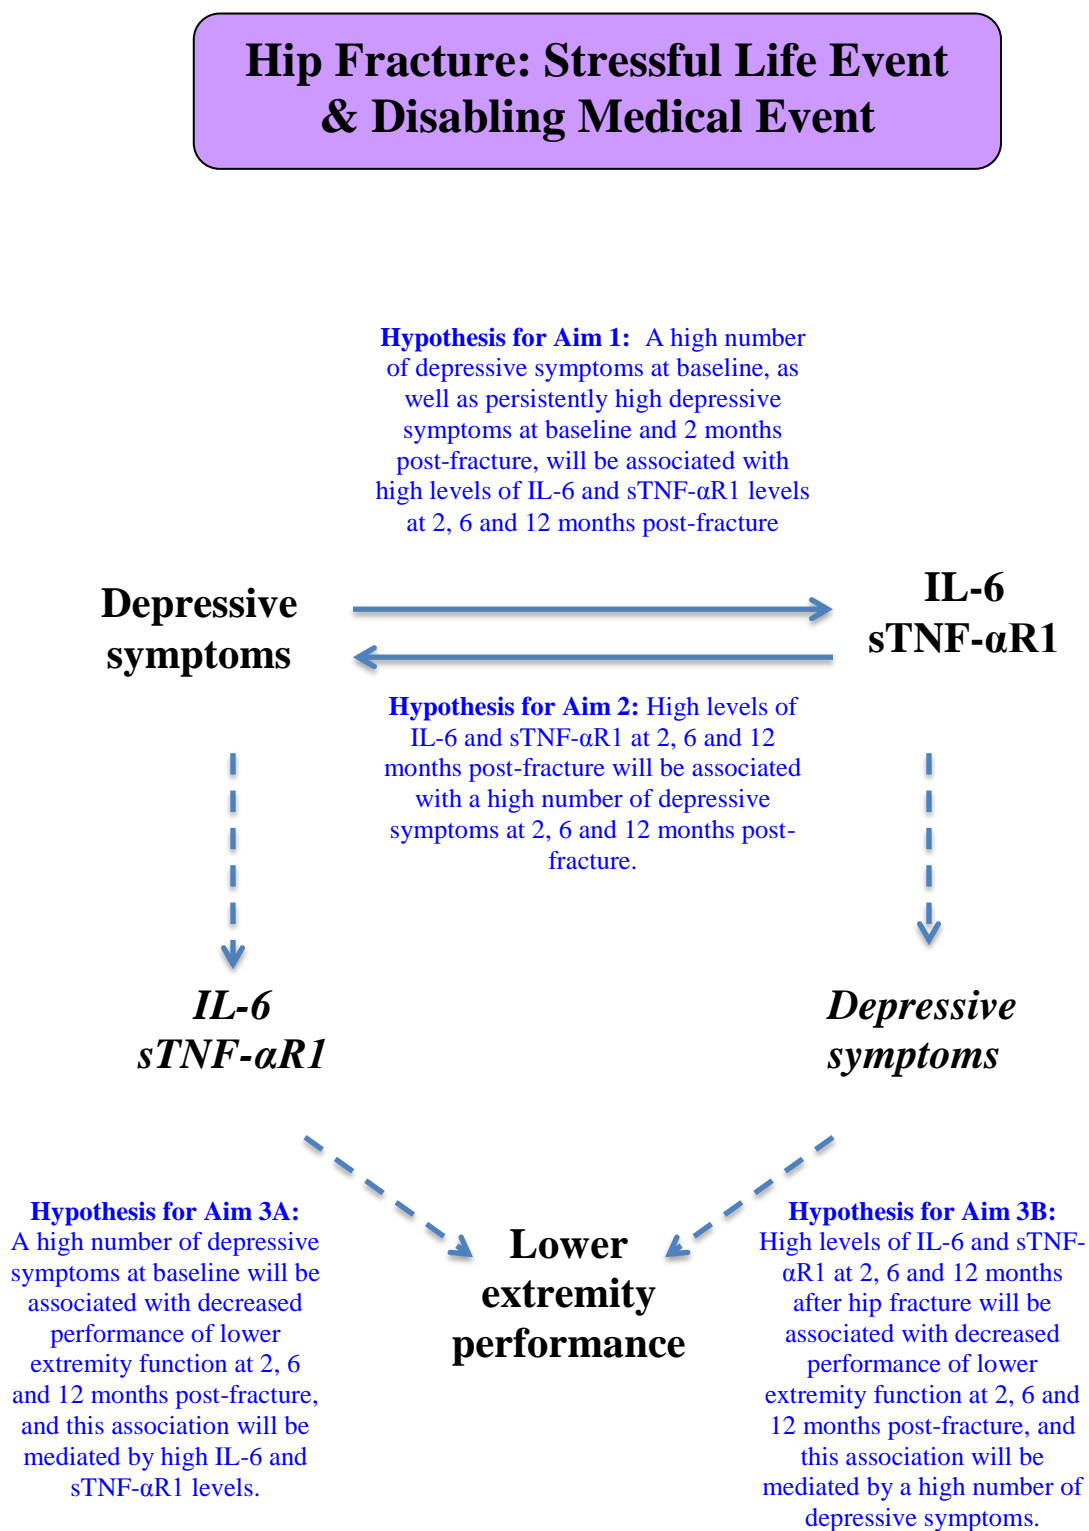 Hip Fracture: Stressful Life Event
& Disabling Medical Event
Hypothesis for Aim 1: A high number
of depressive symptoms at baseline, as
well as persistently high depressive
symptoms at baseline and 2 months
post-fracture, will be associated with
high levels of IL-6 and sTNF-αR1 levels
at 2, 6 and 12 months post-fracture
Depressive
symptoms
IL-6
sTNF-αR1
Hypothesis for Aim 2: High levels of
IL-6 and sTNF-αR1 at 2, 6 and 12
months post-fracture will be associated
with a high number of depressive
symptoms at 2, 6 and 12 months post-
fracture.
IL-6
sTNF-αR1
Depressive
symptoms
Hypothesis for Aim 3A:
A high number of depressive
symptoms at baseline will be
associated with decreased
performance of lower
extremity function at 2, 6
and 12 months post-fracture,
and this association will be
mediated by high IL-6 and
sTNF-αR1 levels.
Lower
extremity
performance
Hypothesis for Aim 3B:
High levels of IL-6 and sTNF-
αR1 at 2, 6 and 12 months
after hip fracture will be
associated with decreased
performance of lower
extremity function at 2, 6 and
12 months post-fracture, and
this association will be
mediated by a high number of
depressive symptoms.